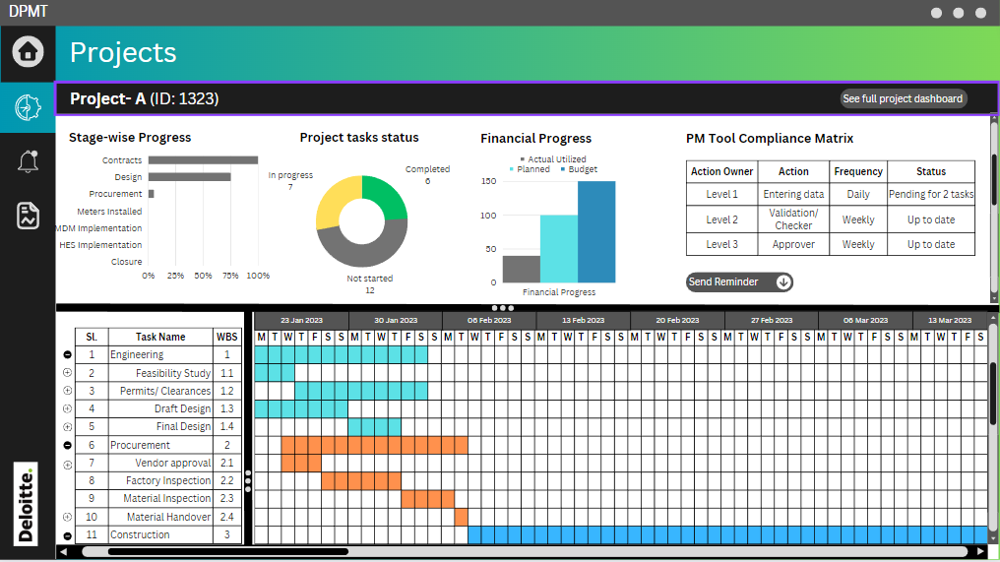 DPMT
Projects
Project- A (ID: 1323)
See full project dashboard
Stage-wise Progress
Contracts
Design
Procurement
Meters Installed
MDM Implementation
HES Implementation
Closure
0% 25% 50% 75% 100%
Project tasks status
In progress
7
Completed
6
Not started
12
Financial Progress
Actual Utilized
Planned Budget
150
100
50
0
Financial Progress
PM Tool Compliance Matrix
Action Owner Action Frequency Status
Level 1 Entering data Daily Pending for 2 tasks
Level 2 Validation/ Checker Weekly Up to date
Level 3 Approver Weekly Up to date
Send Reminder
23 Jan 2023 30 Jan 2023 06 Feb 2023 13 Feb 2023 20 Feb 2023 27 Feb 2023 06 Mar 2023 13 Mar 2023
Sl. Task Name WBS M T W T F S S M T W T F S S M T W T F S S M T W T F S S M T W T F S S M T W T F S S M T W T F S S M T W T F S
1 Engineering 1
2 Feasibility Study 1.1
3 Permits/ Clearances 1.2
4 Draft Design 1.3
5 Final Design 1.4
6 Procurement 2
7 Vendor approval 2.1
8 Factory Inspection 2.2
9 Material Inspection 2.3
10 Material Handover 2.4
11 Construction 3
Deloitte.